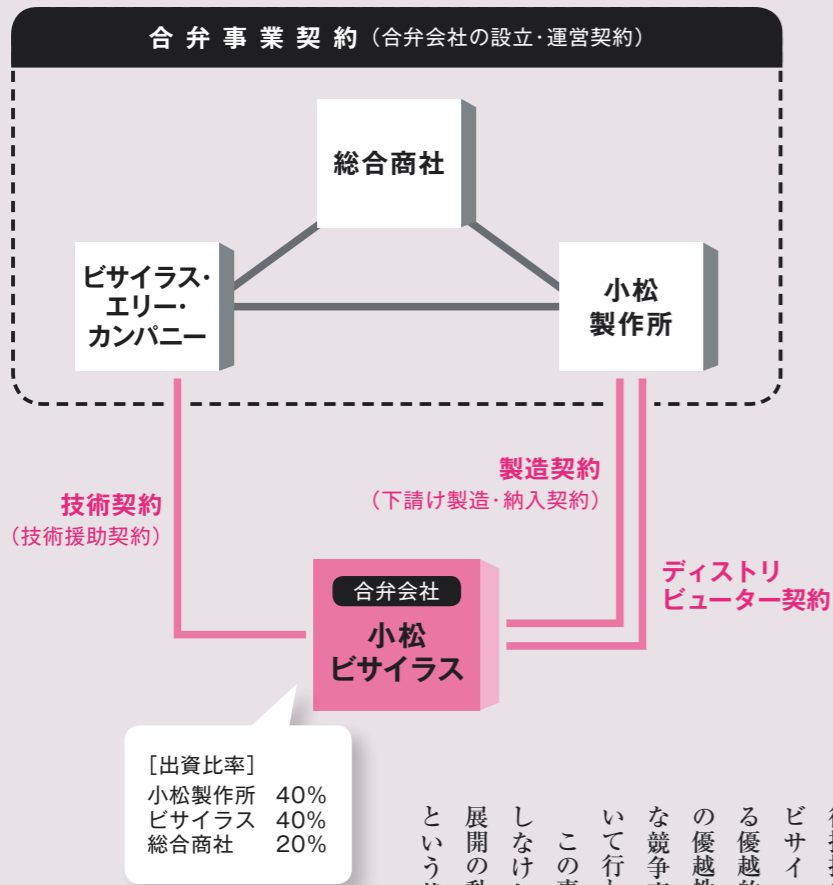 合弁事業契約（合弁会社の設立・運営契約）
総合商社
ビサイラス・
エリー・
カンパニー
小松
製作所
技術契約
（技術援助契約）
製造契約
（下請け製造・納入契約）
ディストリ
ビューター契約
合弁会社
小松
ビサイラス
［出資比率］
小松製作所 40%
ビサイラス 40%
総合商社 20%
ビサイ
る優越的
の優越性
な競争
いて行
この事
しなけ
展開の動
という